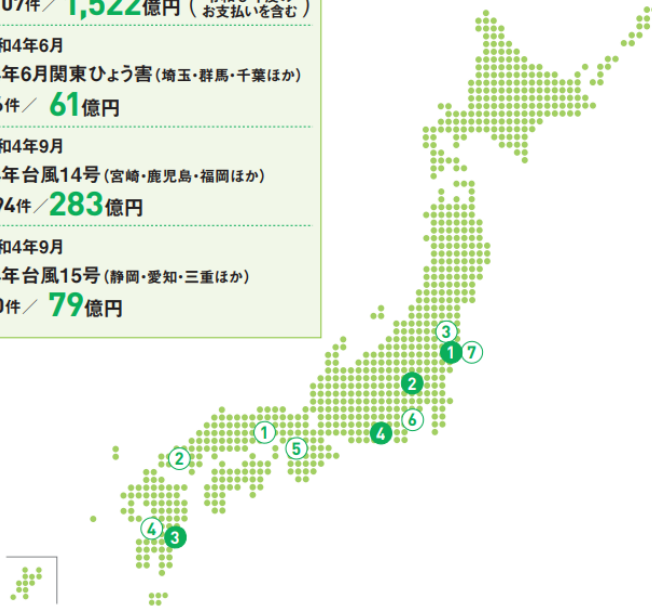 07件／ 1,522億円（お支払いを含む）
和4年6月
年6月関東ひょう害（埼玉・群馬・千葉ほか）
件／ 61億円
和4年9月
年台風14号（宮崎・鹿児島・福岡ほか）
94件／283億円
和4年9月
年台風15号（静岡・愛知・三重ほか）
0件／ 79億円
③
❶⑦
❷
⑥
①
❹
⑤
②
④
❸